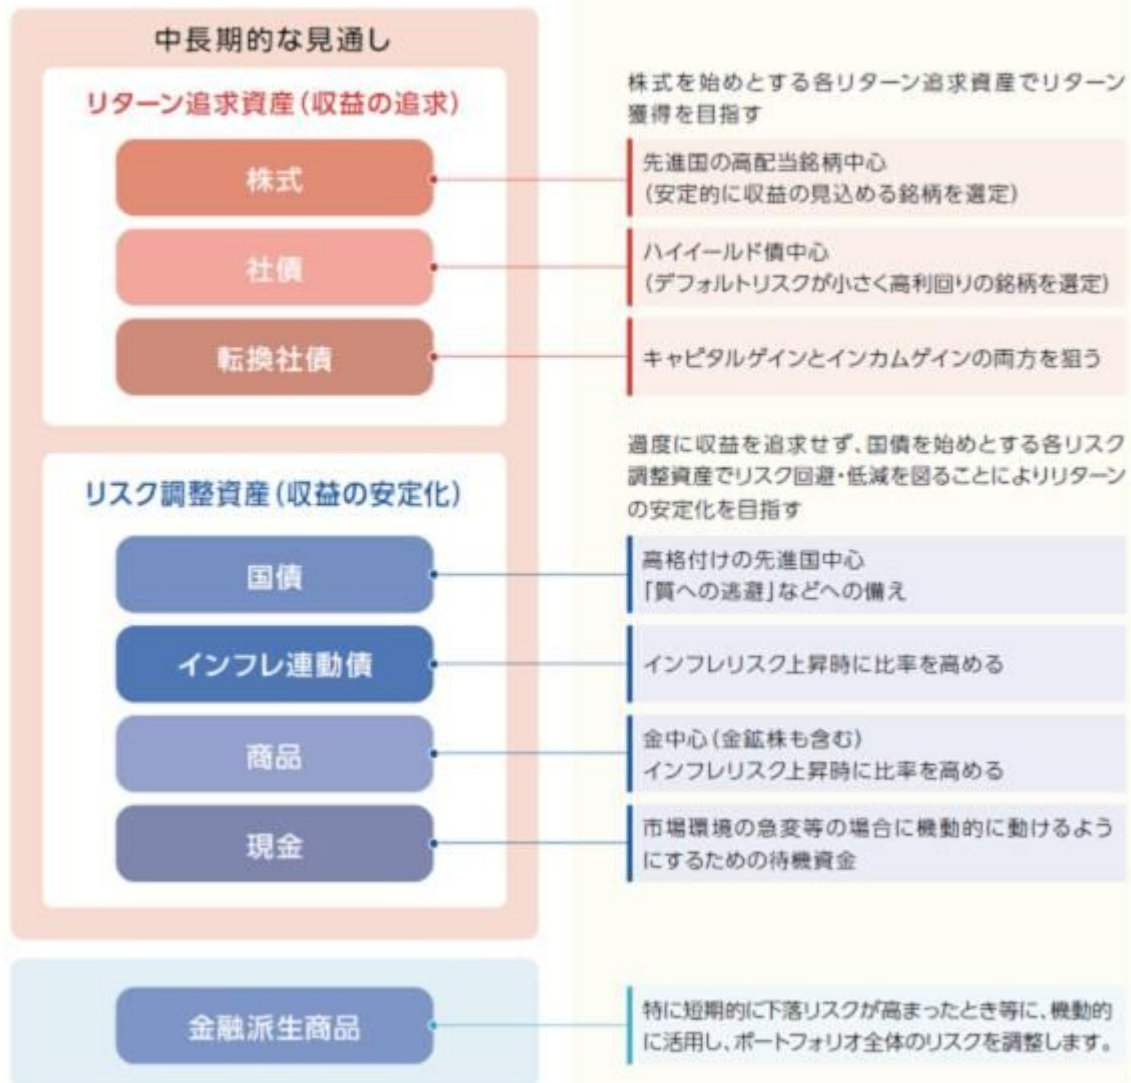 中長期的な見通し
リターン追求資産(収益の追求)
株式を始めとする各リターン追求資産でリターン
獲得を目指す
株式
先進国の高配当銘柄中心
(安定的に収益の見込める銘柄を選定)
社債
ハイイールド債中心
(デフォルトリスクが小さく高利回りの銘柄を選定)
転換社債
キャピタルゲインとインカムゲインの両方を狙う
リスク調整資産(収益の安定化)
過度に収益を追求せず、国債を始めとする各リスク
調整資産でリスク回避・低減を図ることによりリターン
の安定化を目指す
国債
高格付けの先進国中心
「質への逃避」などへの備え
インフレ連動債
インフレリスク上昇時に比率を高める
商品
金中心(金鉱株も含む)
インフレリスク上昇時に比率を高める
現金
市場環境の急変等の場合に機動的に動けるよう
にするための待機資金
金融派生商品
特に短期的に下落リスクが高まったとき等に、機動的
に活用し、ポートフォリオ全体のリスクを調整します。